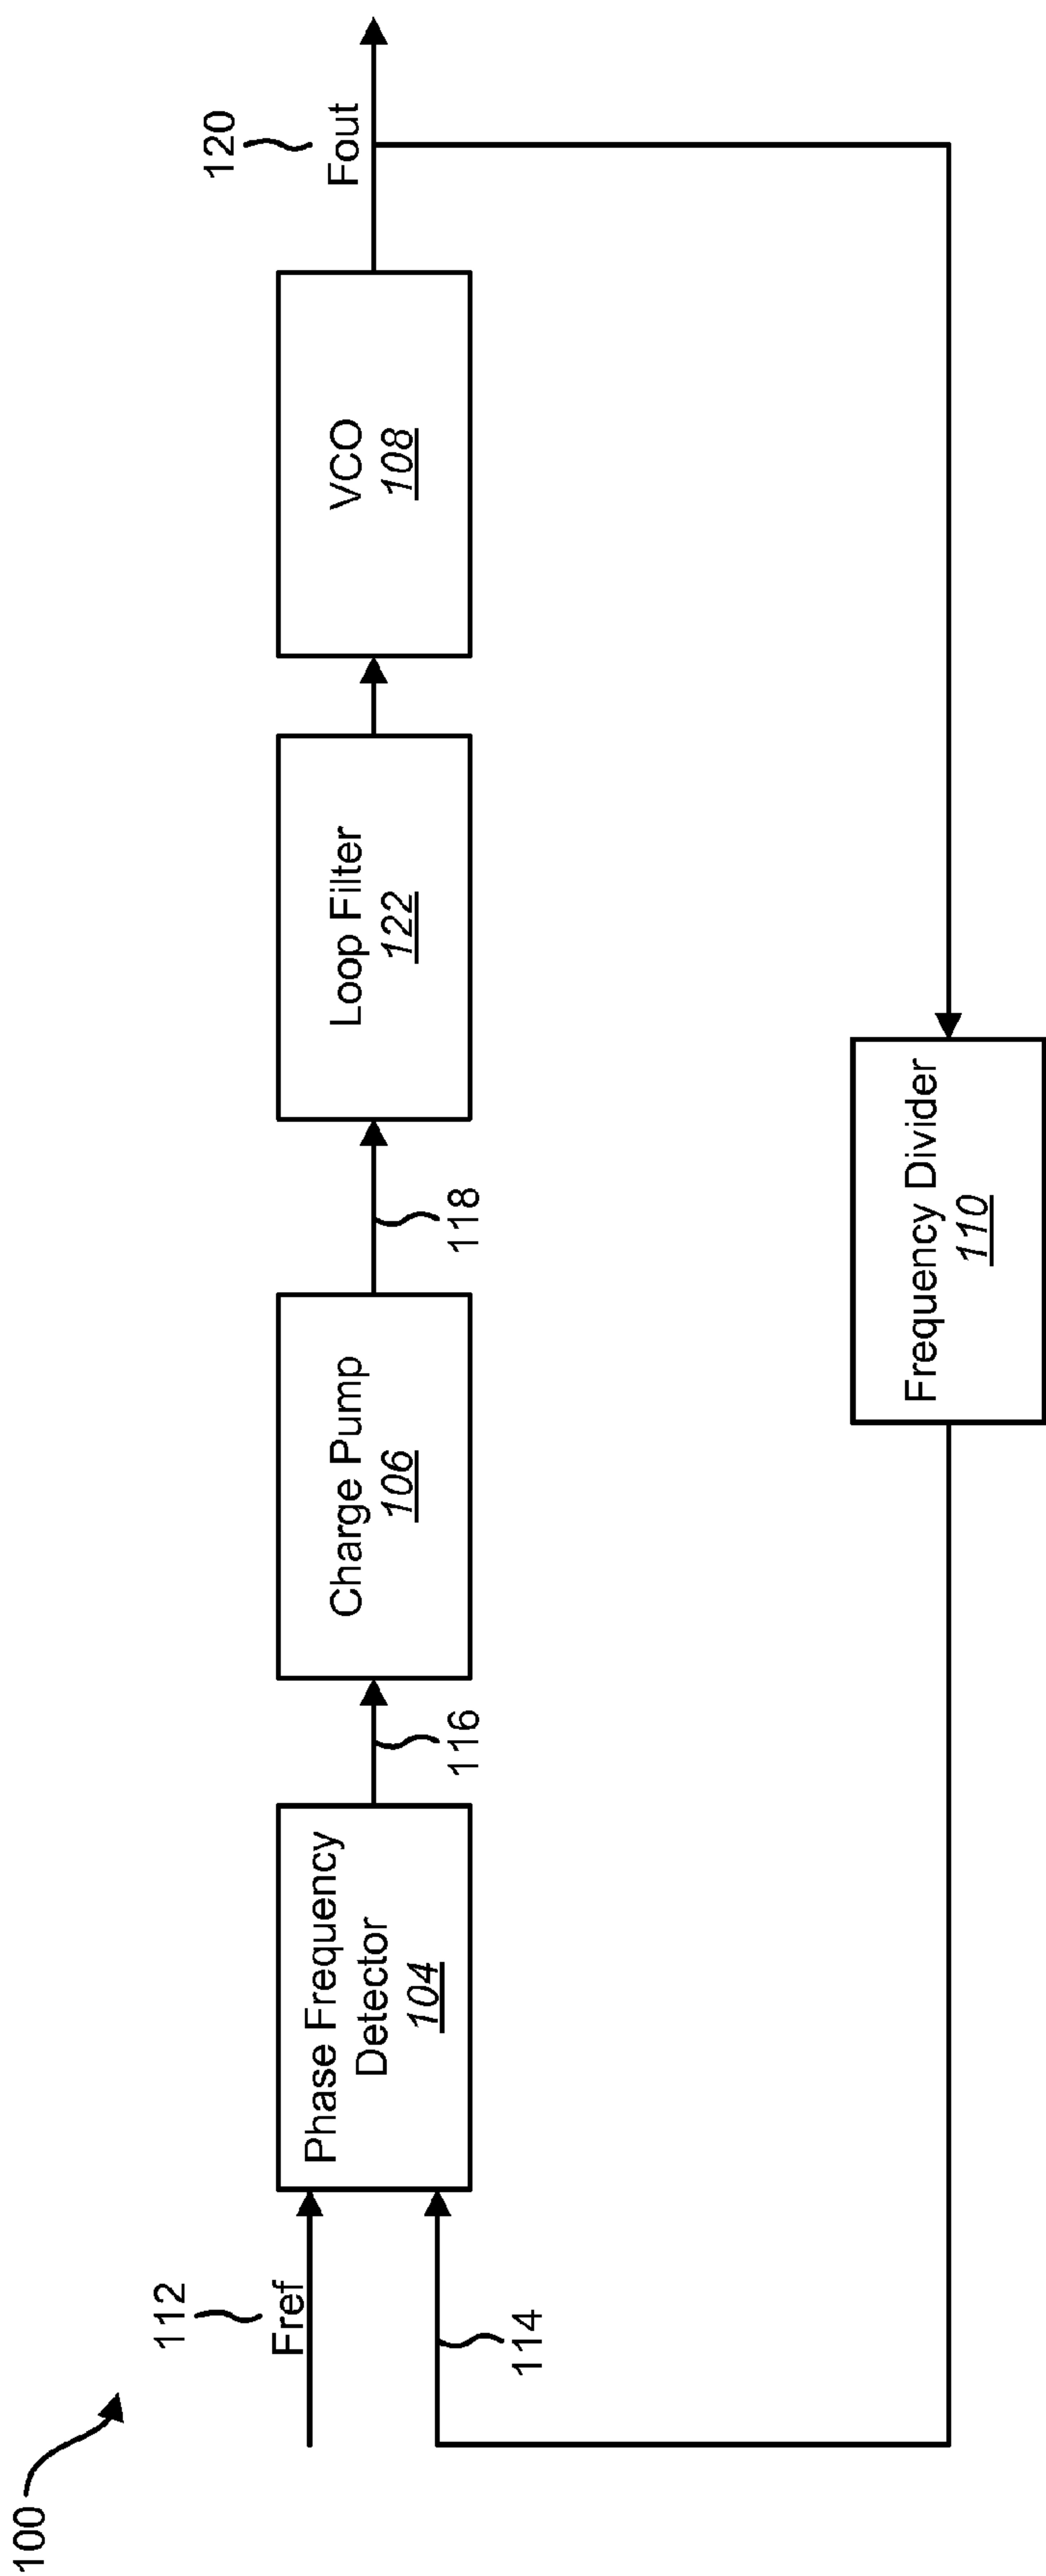 100
112
Fref
114
Phase Frequency
Detector
104
116
Charge Pump
106
118
Loop Filter
122
VCO
108
120
Fout
Frequency Divider
110